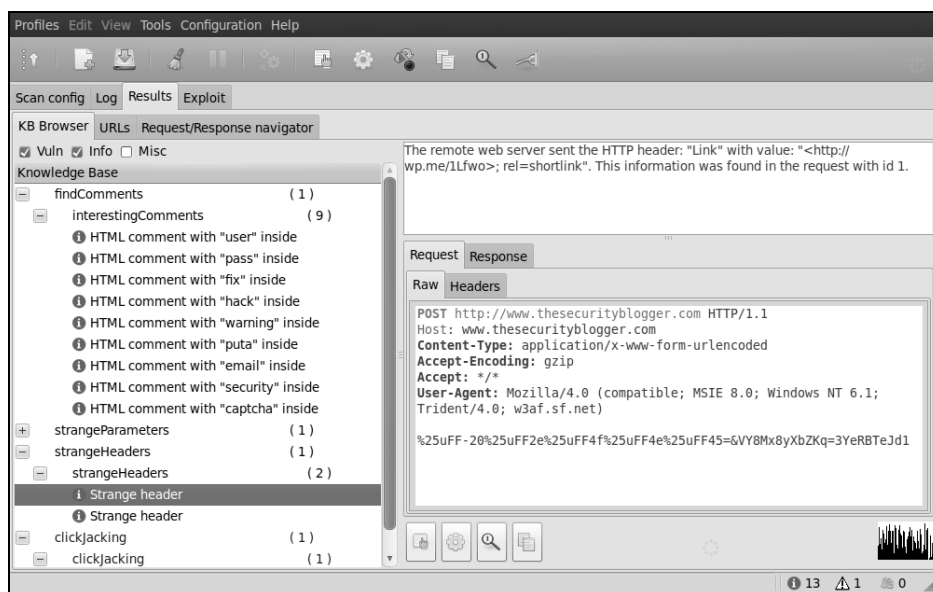 Profiles Edit View Tools Configuration Help
Scan config Log Results Exploit
KB Browser URLs Request/Response navigator
Vuln Info Misc
Knowledge Base
findComments (1)
interestingComments (9)
HTML comment with "user" inside
HTML comment with "pass" inside
HTML comment with "fix" inside
HTML comment with "hack" inside
HTML comment with "warning" inside
HTML comment with "puta" inside
HTML comment with "email" inside
HTML comment with "security" inside
HTML comment with "captcha" inside
strangeParameters (1)
strangeHeaders (1)
strangeHeaders (2)
Strange header
Strange header
clickJacking (1)
clickJacking (1)
The remote web server sent the HTTP header: "Link" with value: "<http://
wp.me/1Lfwo>; rel=shortlink". This information was found in the request with id 1.
Request Response
Raw Headers
POST http://www.thesecurityblogger.com HTTP/1.1
Host: www.thesecurityblogger.com
Content-Type: application/x-www-form-urlencoded
Accept-Encoding: gzip
Accept: */*
User-Agent: Mozilla/4.0 (compatible; MSIE 8.0; Windows NT 6.1;
Trident/4.0; w3af.sf.net)
%25uFF-20%25uFF2e%25uFF4f%25uFF4e%25uFF45=&VY8Mx8yXbZKq=3YeRBTeJd1
13 1 0